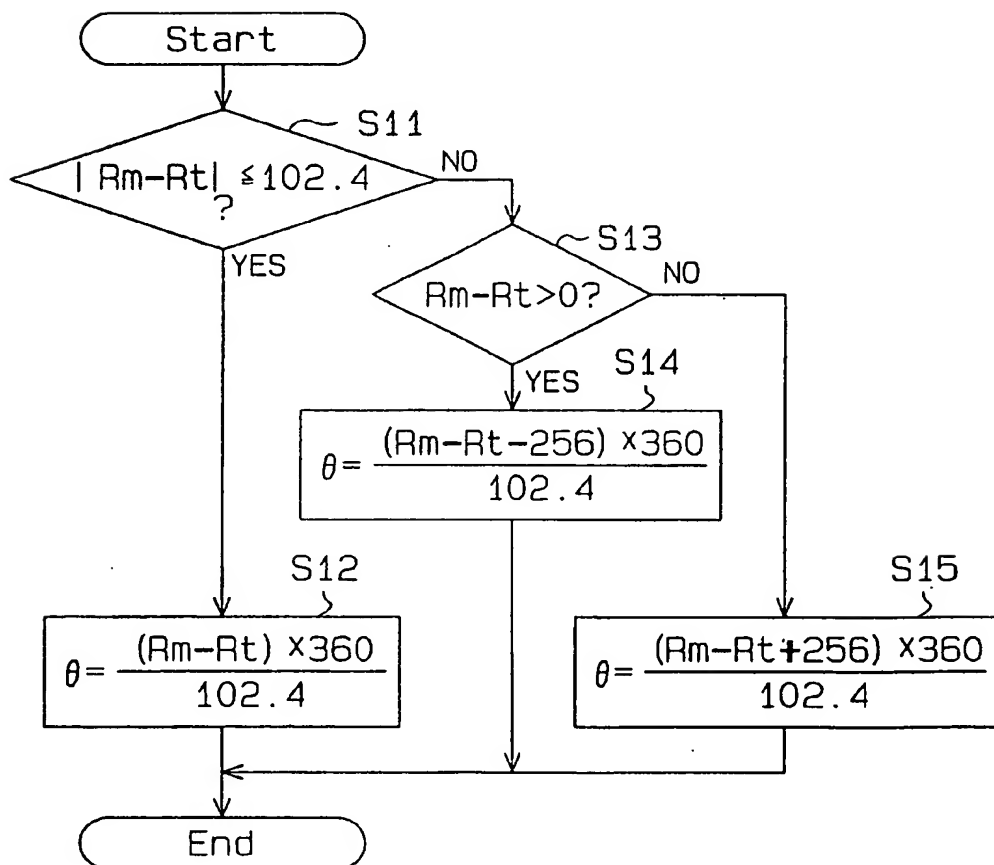 Start
S11
|Rm-Rt|≦102.4
?
NO
YES
S13
Rm-Rt>0?
NO
YES
S14
θ=(Rm-Rt-256)×360
102.4
S12
θ=(Rm-Rt)×360
102.4
S15
θ=(Rm-Rt+256)×360
102.4
End